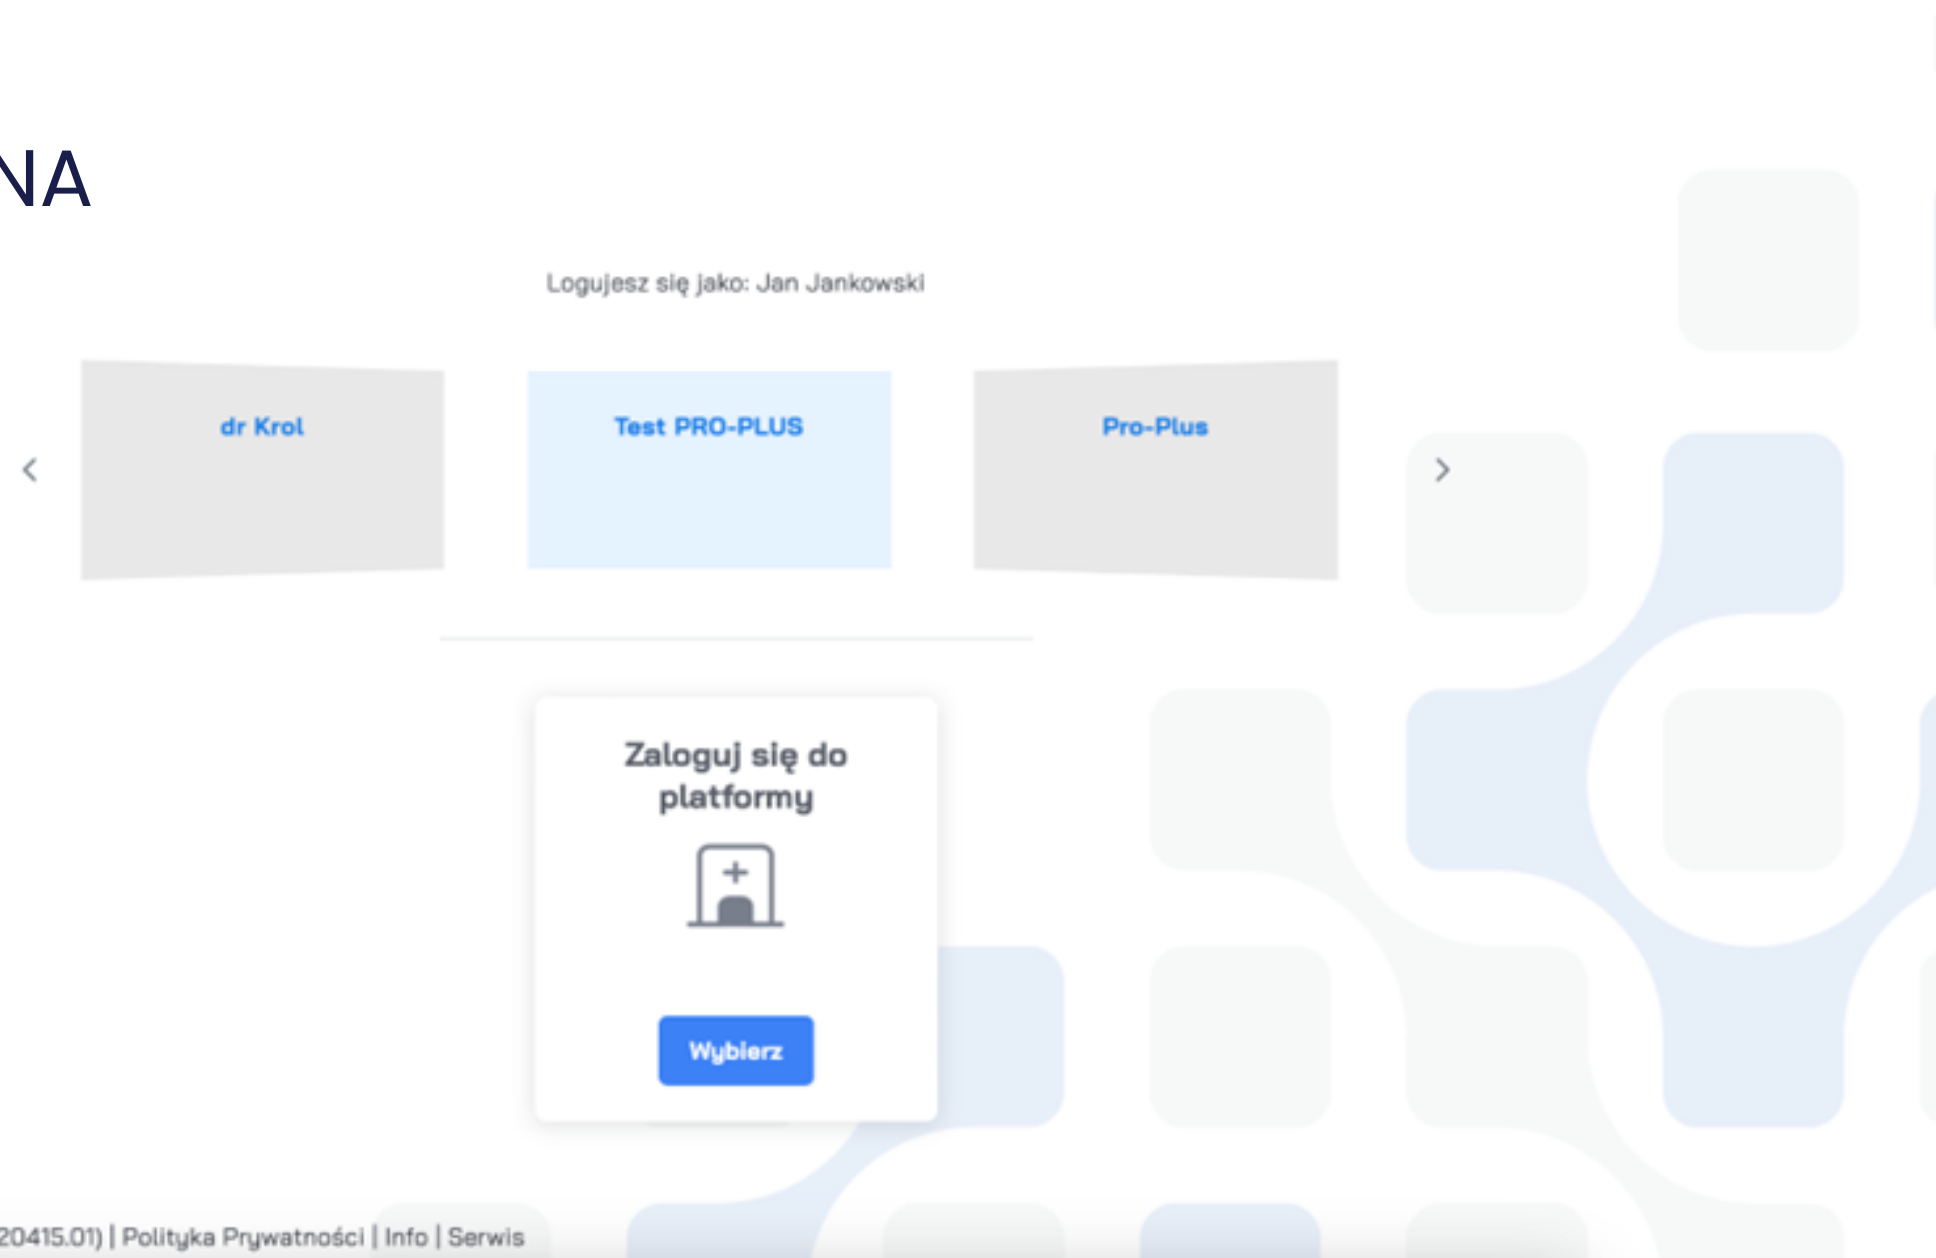 NA
Logujesz się jako: Jan Jankowski
dr Krol
Test PRO-PLUS
Pro-Plus
Zaloguj się do
platformy
Wybierz
20415.01) | Polityka Prywatności | Info | Serwis